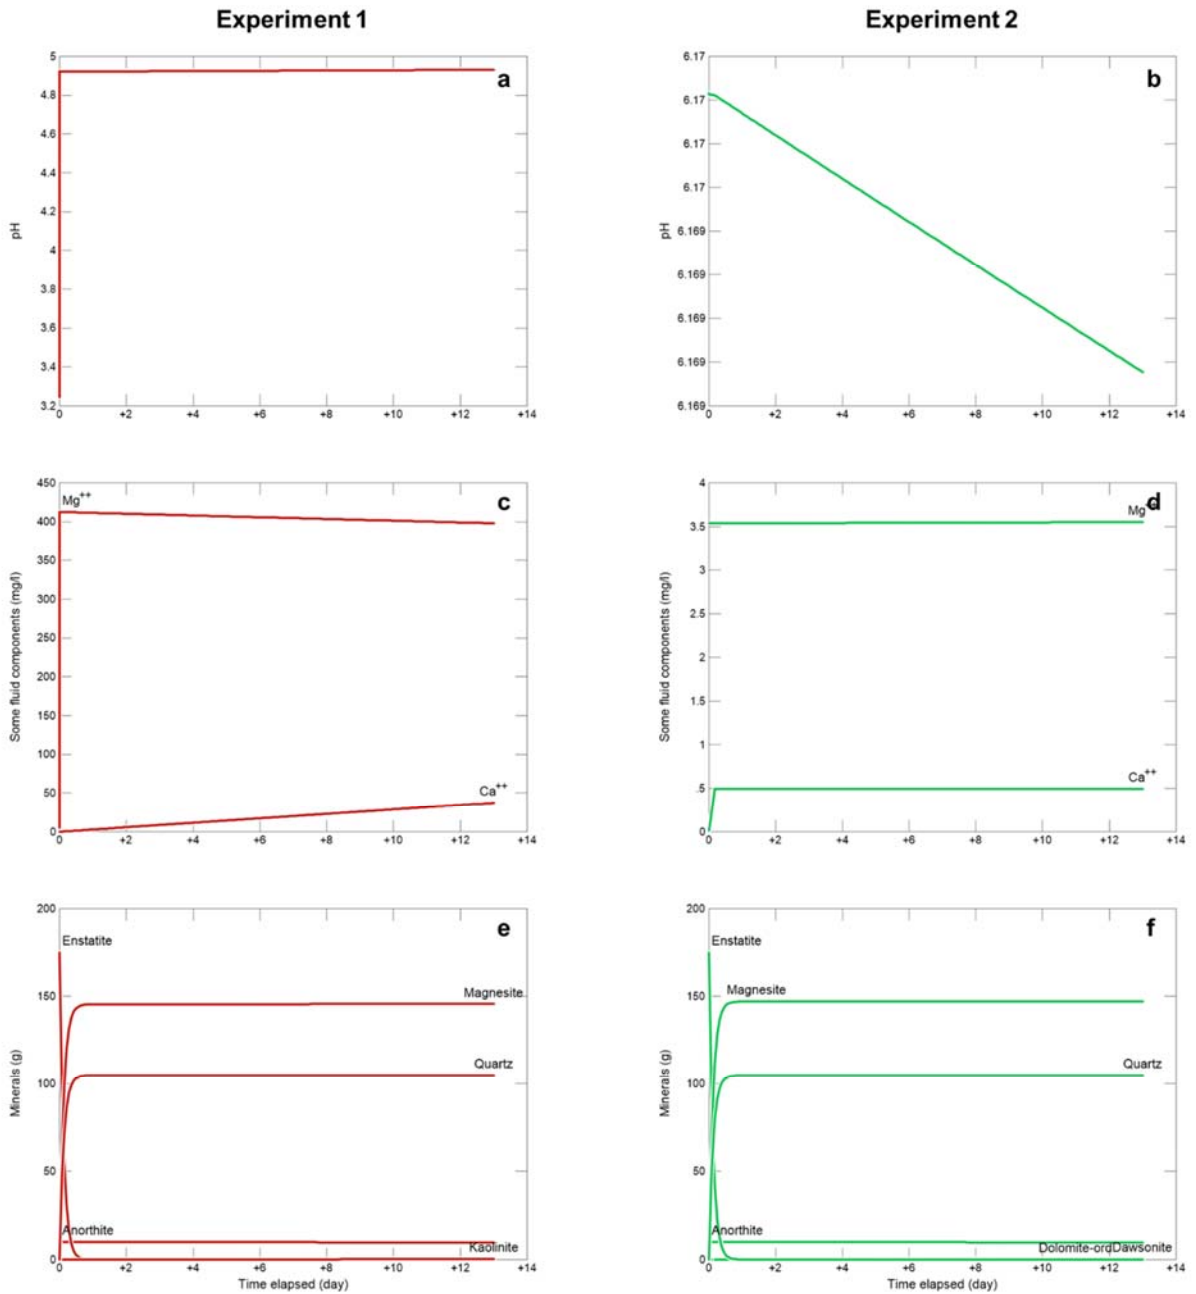 Experiment 1
Experiment 2
a
pH
5
4.8
4.6
4.4
4.2
4
3.8
3.6
3.4
3.2
0 +2 +4 +6 +8 +10 +12 +14
b
pH
6.17
6.17
6.17
6.17
6.169
6.169
6.169
6.169
6.169
0 +2 +4 +6 +8 +10 +12 +14
c
Some fluid components (mg/l)
450
400
350
300
250
200
150
100
50
0
Mg++
Ca++
0 +2 +4 +6 +8 +10 +12 +14
d
Some fluid components (mg/l)
4
3.5
3
2.5
2
1.5
1
.5
0
Mg
Ca++
0 +2 +4 +6 +8 +10 +12 +14
e
Minerals (g)
200
150
100
50
0
Enstatite
Magnesite
Quartz
Anorthite
Kaolinite
0 +2 +4 +6 +8 +10 +12 +14
Time elapsed (day)
f
Minerals (g)
200
150
100
50
0
Enstatite
Magnesite
Quartz
Anorthite
Dolomite-ord Dawsonite
0 +2 +4 +6 +8 +10 +12 +14
Time elapsed (day)